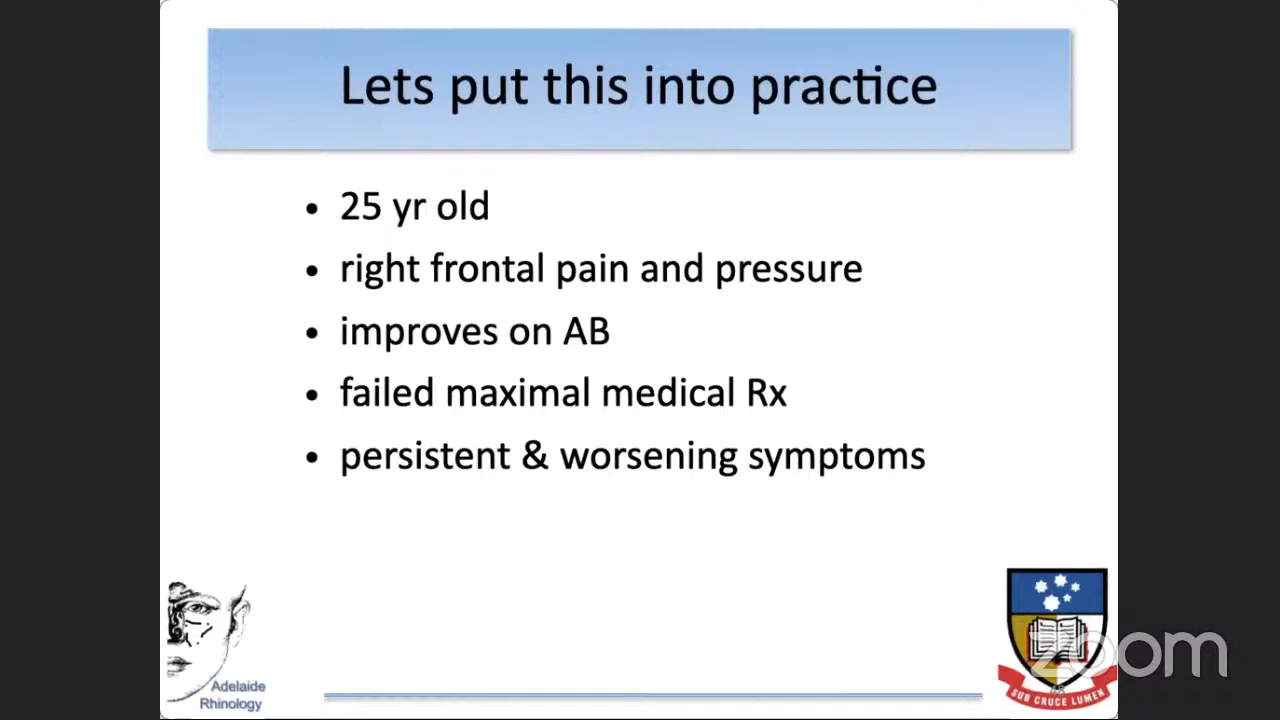 Lets put this into practice
• 25 yr old
• right frontal pain and pressure
• improves on AB
• failed maximal medical Rx
• persistent & worsening symptoms
Adelaide
Rhinology
SUB CRUCE LUMEN
zoom